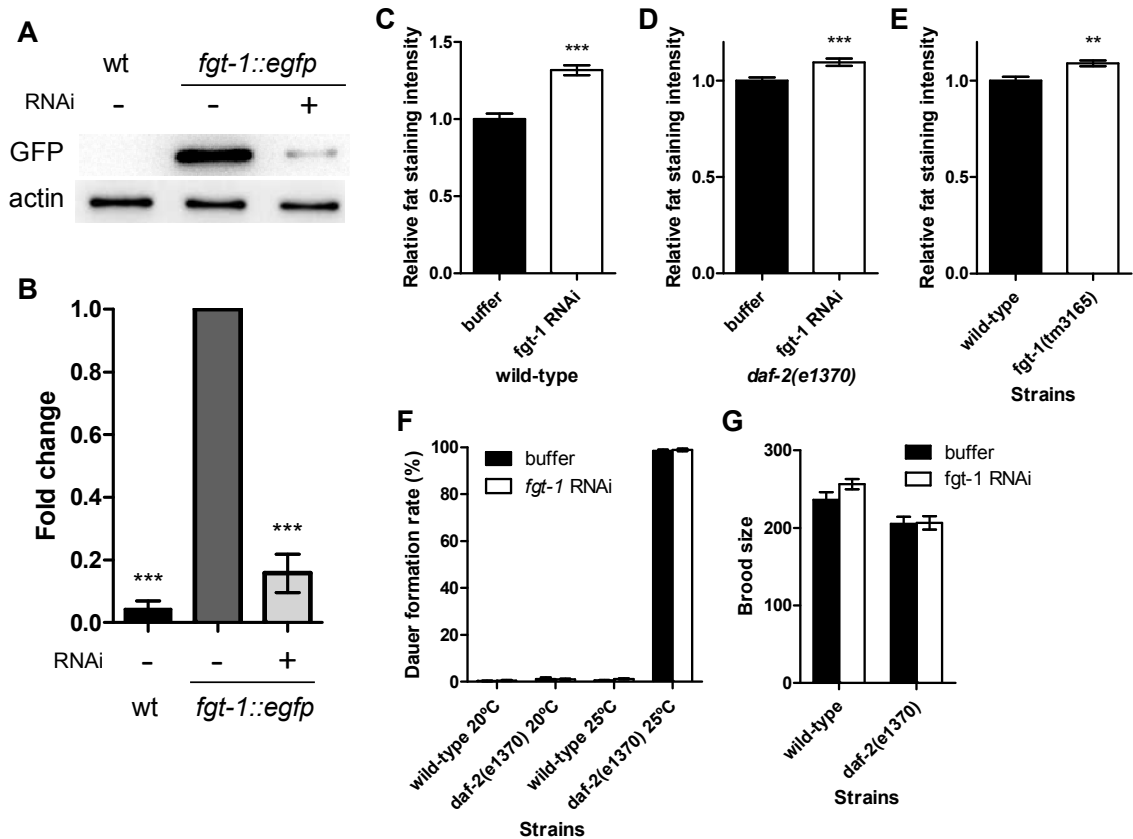 A
wt
fgt-1::egfp
RNAi
-
-
+
GFP
actin
B
Fold change
1.0
0.8
0.6
0.4
0.2
0.0
***
***
RNAi
-
-
+
wt
fgt-1::egfp
C
Relative fat staining intensity
1.5
1.0
0.5
0.0
***
buffer
fgt-1 RNAi
wild-type
D
Relative fat staining intensity
1.0
0.5
0.0
***
buffer
fgt-1 RNAi
daf-2(e1370)
E
Relative fat staining intensity
1.0
0.5
0.0
**
wild-type
fgt-1(tm3165)
Strains
F
buffer
fgt-1 RNAi
Dauer formation rate (%)
100
80
60
40
20
0
wild-type 20ºC
daf-2(e1370) 20ºC
wild-type 25ºC
daf-2(e1370) 25ºC
Strains
G
buffer
fgt-1 RNAi
Brood size
300
200
100
0
wild-type
daf-2(e1370)
Strains